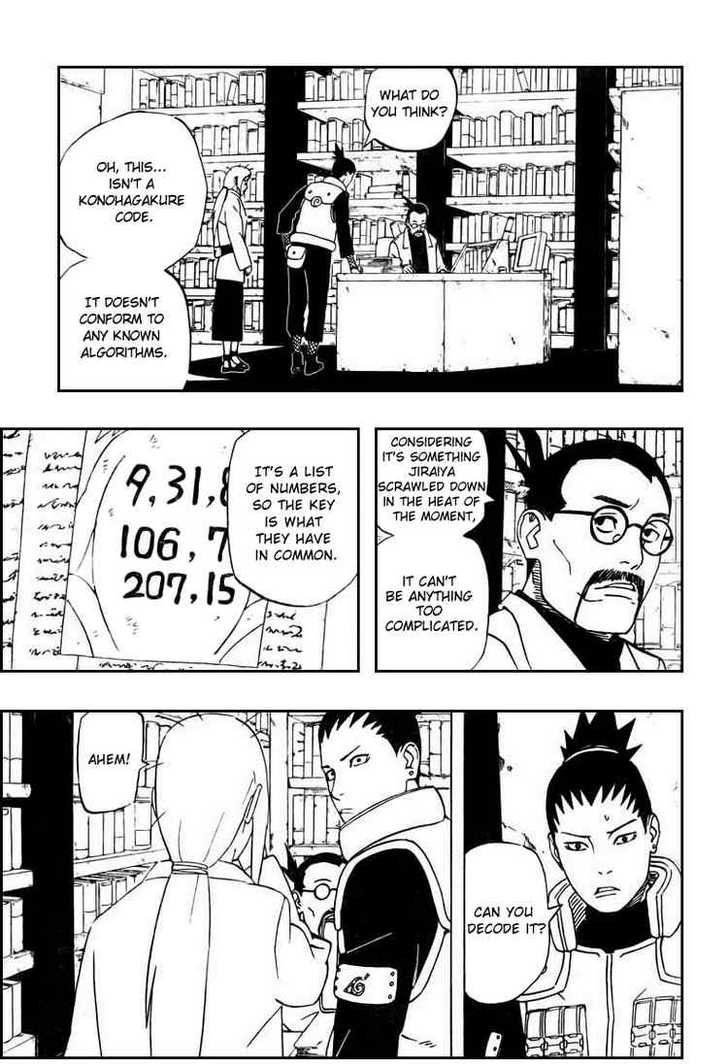 WHAT DO
YOU THINK?
OH, THIS...
ISN'T A
KONOHAGAKURE
CODE.
IT DOESN'T
CONFORM TO
ANY KNOWN
ALGORITHMS.
CONSIDERING
IT'S SOMETHING
JIRAIYA
SCRAWLED DOWN
IN THE HEAT OF
THE MOMENT,
IT CAN'T
BE ANYTHING
TOO
COMPLICATED.
IT'S A LIST
OF NUMBERS,
SO THE KEY
IS WHAT
THEY HAVE
IN COMMON.
9,31,8
106,7
207,15
CAN YOU
DECODE IT?
AHEM!